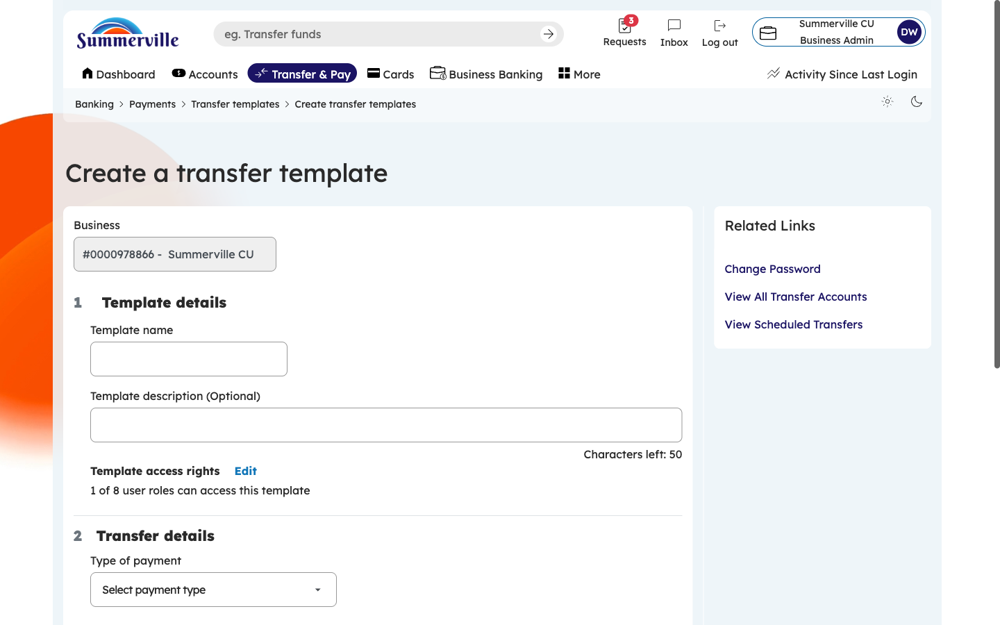 Summerville
eg. Transfer funds
3
Requests
Inbox
Log out
Summerville CU
Business Admin
DW
Dashboard
Accounts
Transfer & Pay
Cards
Business Banking
More
Activity Since Last Login
Banking > Payments > Transfer templates > Create transfer templates
Create a transfer template
Business
#0000978866 - Summerville CU
1 Template details
Template name
Template description (Optional)
Characters left: 50
Template access rights Edit
1 of 8 user roles can access this template
2 Transfer details
Type of payment
Select payment type
Related Links
Change Password
View All Transfer Accounts
View Scheduled Transfers